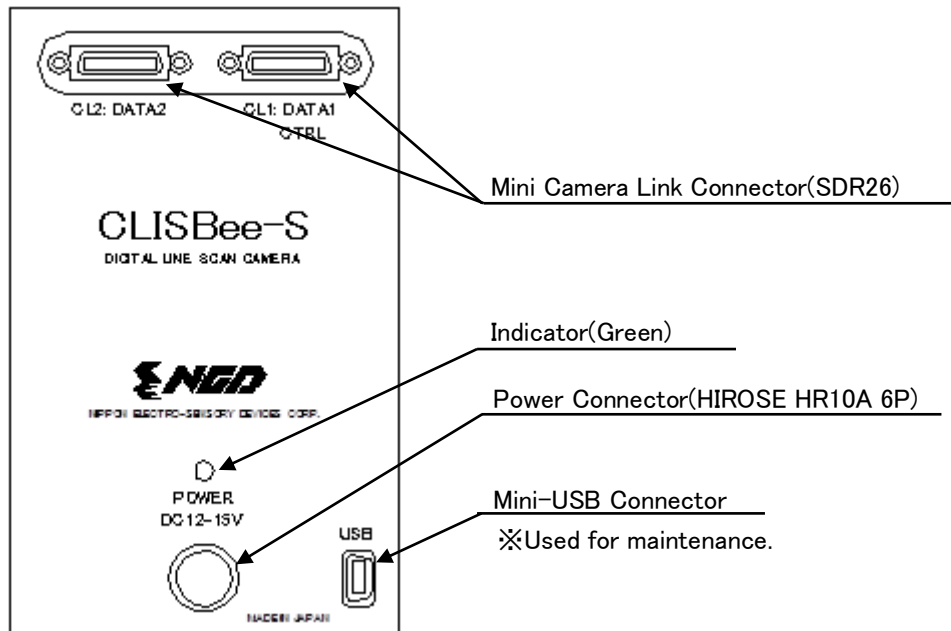 CL2: DATA2
CL1: DATA1
CTRL
Mini Camera Link Connector(SDR26)
CLISBee-S
DIGITAL LINE SCAN CAMERA
Indicator(Green)
NED
NIPPON ELECTRO-SENSORY DEVICES CORP.
Power Connector(HIROSE HR10A 6P)
POWER
DC12-15V
Mini-USB Connector
※Used for maintenance.
USB
MADE IN JAPAN